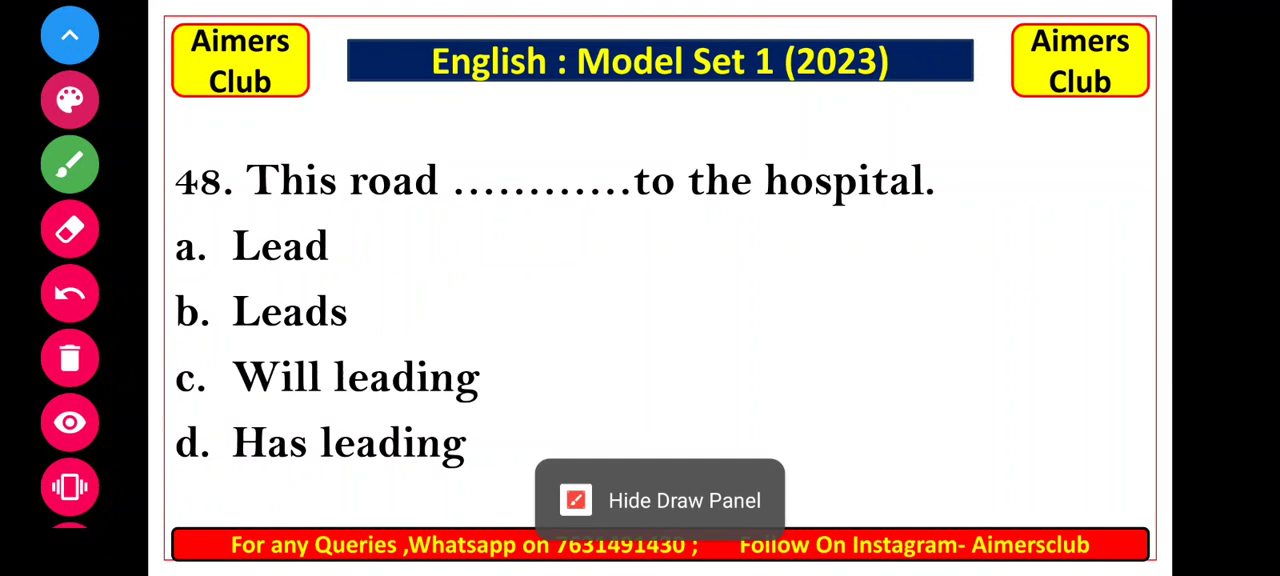 Aimers
Club
English : Model Set 1 (2023)
Aimers
Club
48. This road ............to the hospital.
a. Lead
b. Leads
c. Will leading
d. Has leading
Hide Draw Panel
For any Queries ,Whatsapp on 7631491430 ; Follow On Instagram- Aimersclub